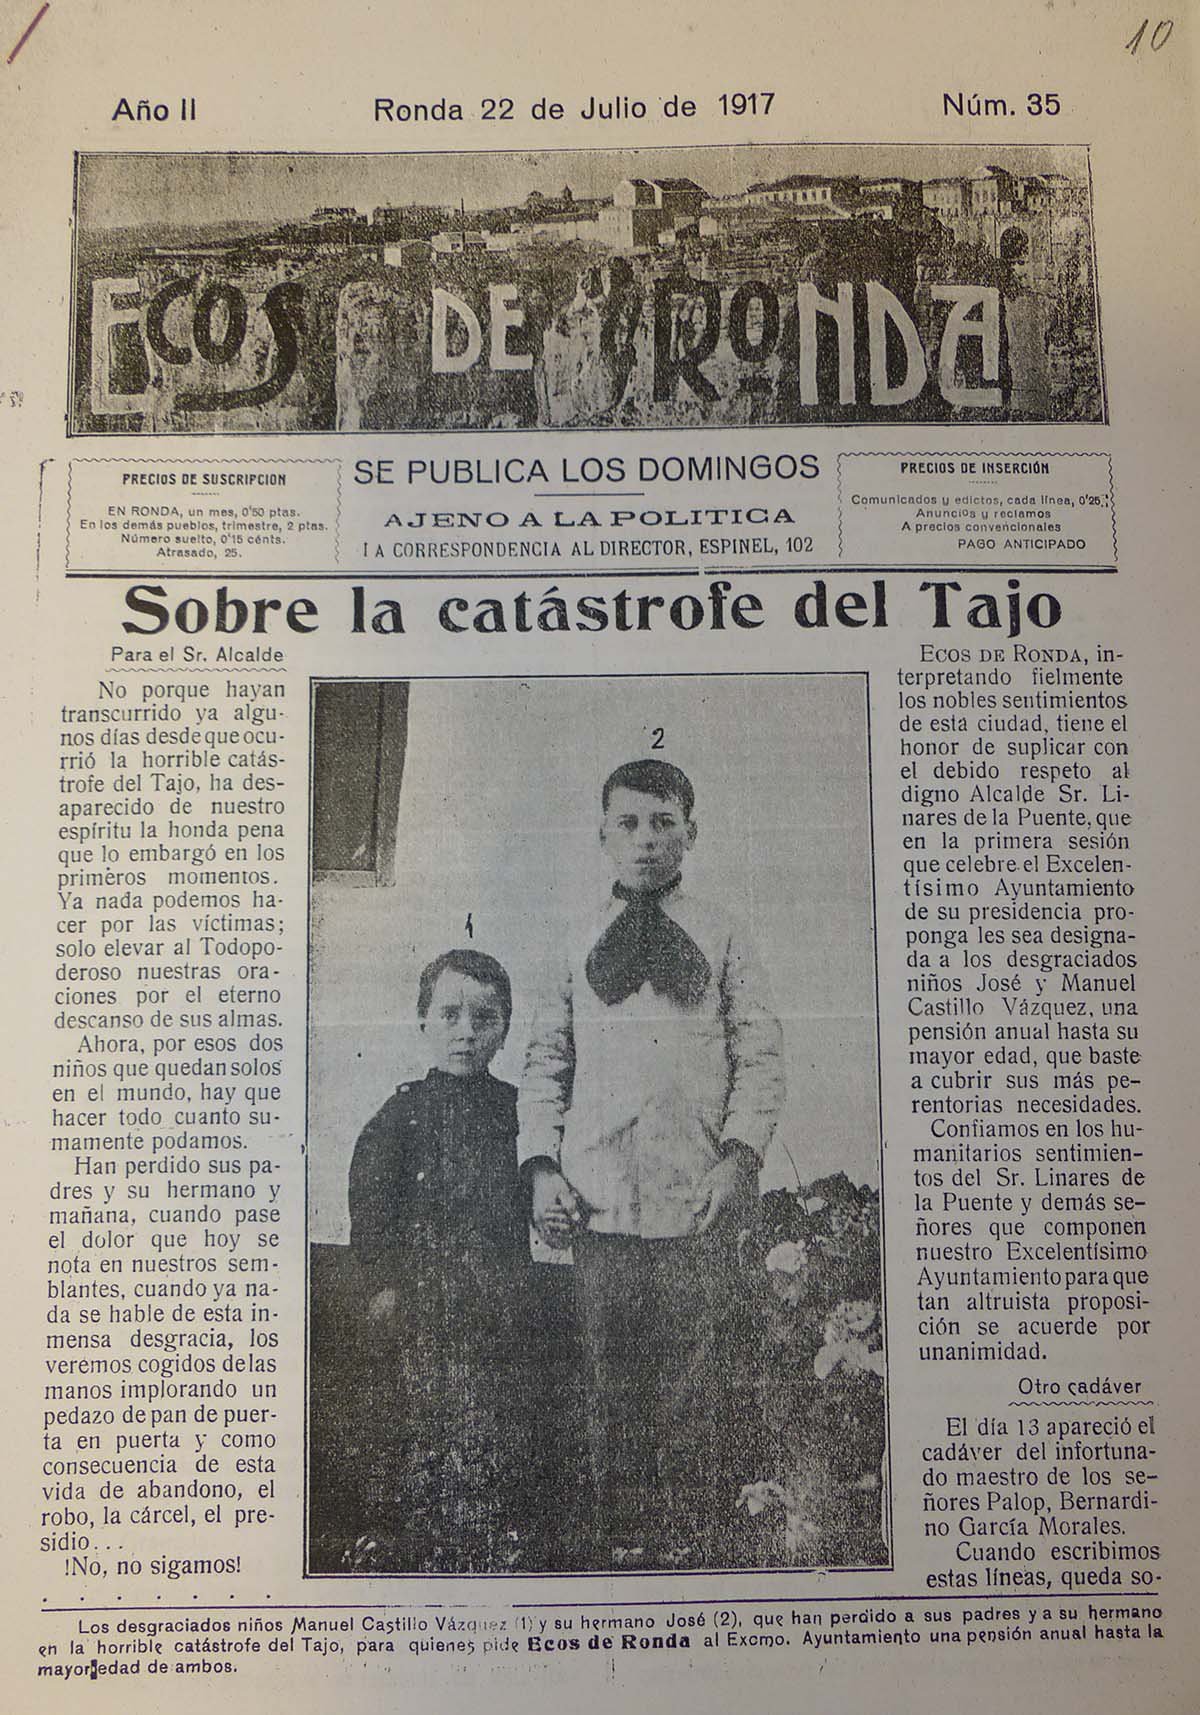 10
Año II
Ronda 22 de Julio de 1917
Núm. 35
ECOS DE RONDA
PRECIOS DE SUSCRIPCION
EN RONDA, un mes, 0'50 ptas.
En los demás pueblos, trimestre, 2 ptas.
Número suelto, 0'15 cénts.
Atrasado, 25.
SE PUBLICA LOS DOMINGOS
AJENO A LA POLITICA
LA CORRESPONDENCIA AL DIRECTOR, ESPINEL, 102
PRECIOS DE INSERCIÓN
Comunicados y edictos, cada línea, 0'25
Anuncios y reclamos
A precios convencionales
PAGO ANTICIPADO
Sobre la catástrofe del Tajo
Para el Sr. Alcalde
No porque hayan
transcurrido ya algu-
nos días desde que ocu-
rrió la horrible catás-
trofe del Tajo, ha des-
aparecido de nuestro
espíritu la honda pena
que lo embargó en los
primeros momentos.
Ya nada podemos ha-
cer por las víctimas;
solo elevar al Todopo-
deroso nuestras ora-
ciones por el eterno
descanso de sus almas.
Ahora, por esos dos
niños que quedan solos
en el mundo, hay que
hacer todo cuanto su-
mamente podamos.
Han perdido sus pa-
dres y su hermano y
mañana, cuando pase
el dolor que hoy se
nota en nuestros sem-
blantes, cuando ya na-
da se hable de esta in-
mensa desgracia, los
veremos cogidos de las
manos implorando un
pedazo de pan de puer-
ta en puerta y como
consecuencia de esta
vida de abandono, el
robo, la cárcel, el pre-
sidio...
!No, no sigamos!
. . . . . . .
1
2
ECOS DE RONDA, in-
terpretando fielmente
los nobles sentimientos
de esta ciudad, tiene el
honor de suplicar con
el debido respeto al
digno Alcalde Sr. Li-
nares de la Puente, que
en la primera sesión
que celebre el Excelen-
tísimo Ayuntamiento
de su presidencia pro-
ponga les sea designa-
da a los desgraciados
niños José y Manuel
Castillo Vázquez, una
pensión anual hasta su
mayor edad, que baste
a cubrir sus más pe-
rentorias necesidades.
Confiamos en los hu-
manitarios sentimien-
tos del Sr. Linares de
la Puente y demás se-
ñores que componen
nuestro Excelentísimo
Ayuntamiento para que
tan altruista proposi-
ción se acuerde por
unanimidad.
Otro cadáver
El día 13 apareció el
cadáver del infortuna-
do maestro de los se-
ñores Palop, Bernardi-
no García Morales.
Cuando escribimos
estas líneas, queda so-
Los desgraciados niños Manuel Castillo Vázquez (1) y su hermano José (2), que han perdido a sus padres y a su hermano
en la horrible catástrofe del Tajo, para quienes pide Ecos de Ronda al Excmo. Ayuntamiento una pensión anual hasta la
mayor edad de ambos.